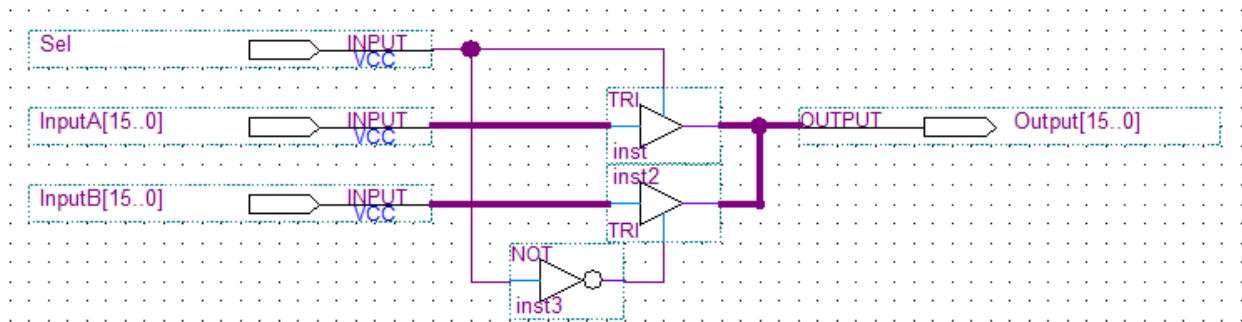 Sel INPUT
VCC
TRI
InputA[15..0] INPUT OUTPUT Output[15..0]
VCC
inst
inst2
InputB[15..0] INPUT
VCC
TRI
NOT
inst3